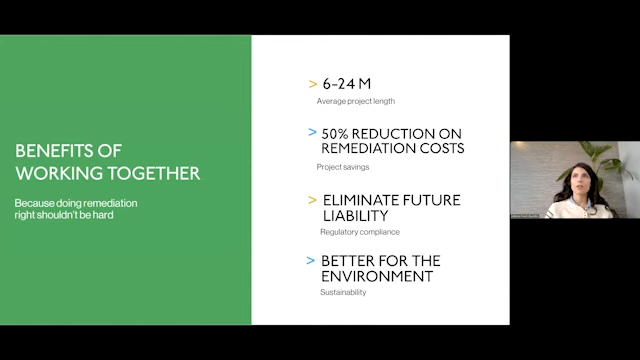 BENEFITS OF
WORKING TOGETHER
Because doing remediation
right shouldn't be hard
> 6–24 M
Average project length
> 50% REDUCTION ON
REMEDIATION COSTS
Project savings
> ELIMINATE FUTURE
LIABILITY
Regulatory compliance
> BETTER FOR THE
ENVIRONMENT
Sustainability